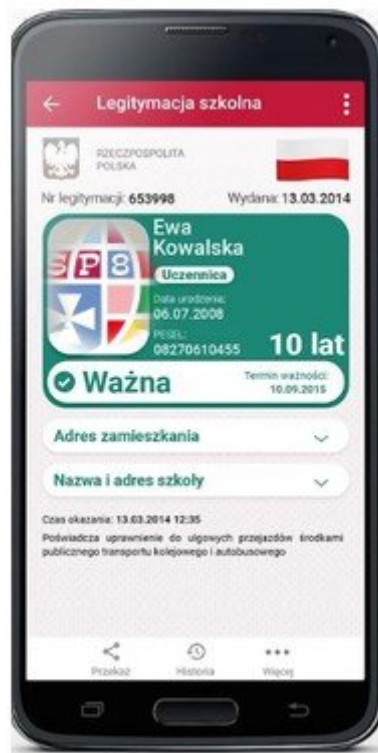 Legitymacja szkolna
RZECZPOSPOLITA
POLSKA
Nr legitymacji: 653998 Wydana: 13.03.2014
Ewa
Kowalska
Uczennica
SP8
Data urodzenia:
06.07.2008
PESEL:
08270610455
10 lat
Ważna
Termin ważności:
10.09.2015
Adres zamieszkania
Nazwa i adres szkoły
Czas okazania: 13.03.2014 12:35
Poświadcza uprawnienie do ulgowych przejazdów środkami
publicznego transportu kolejowego i autobusowego
Przekaż Historia Więcej